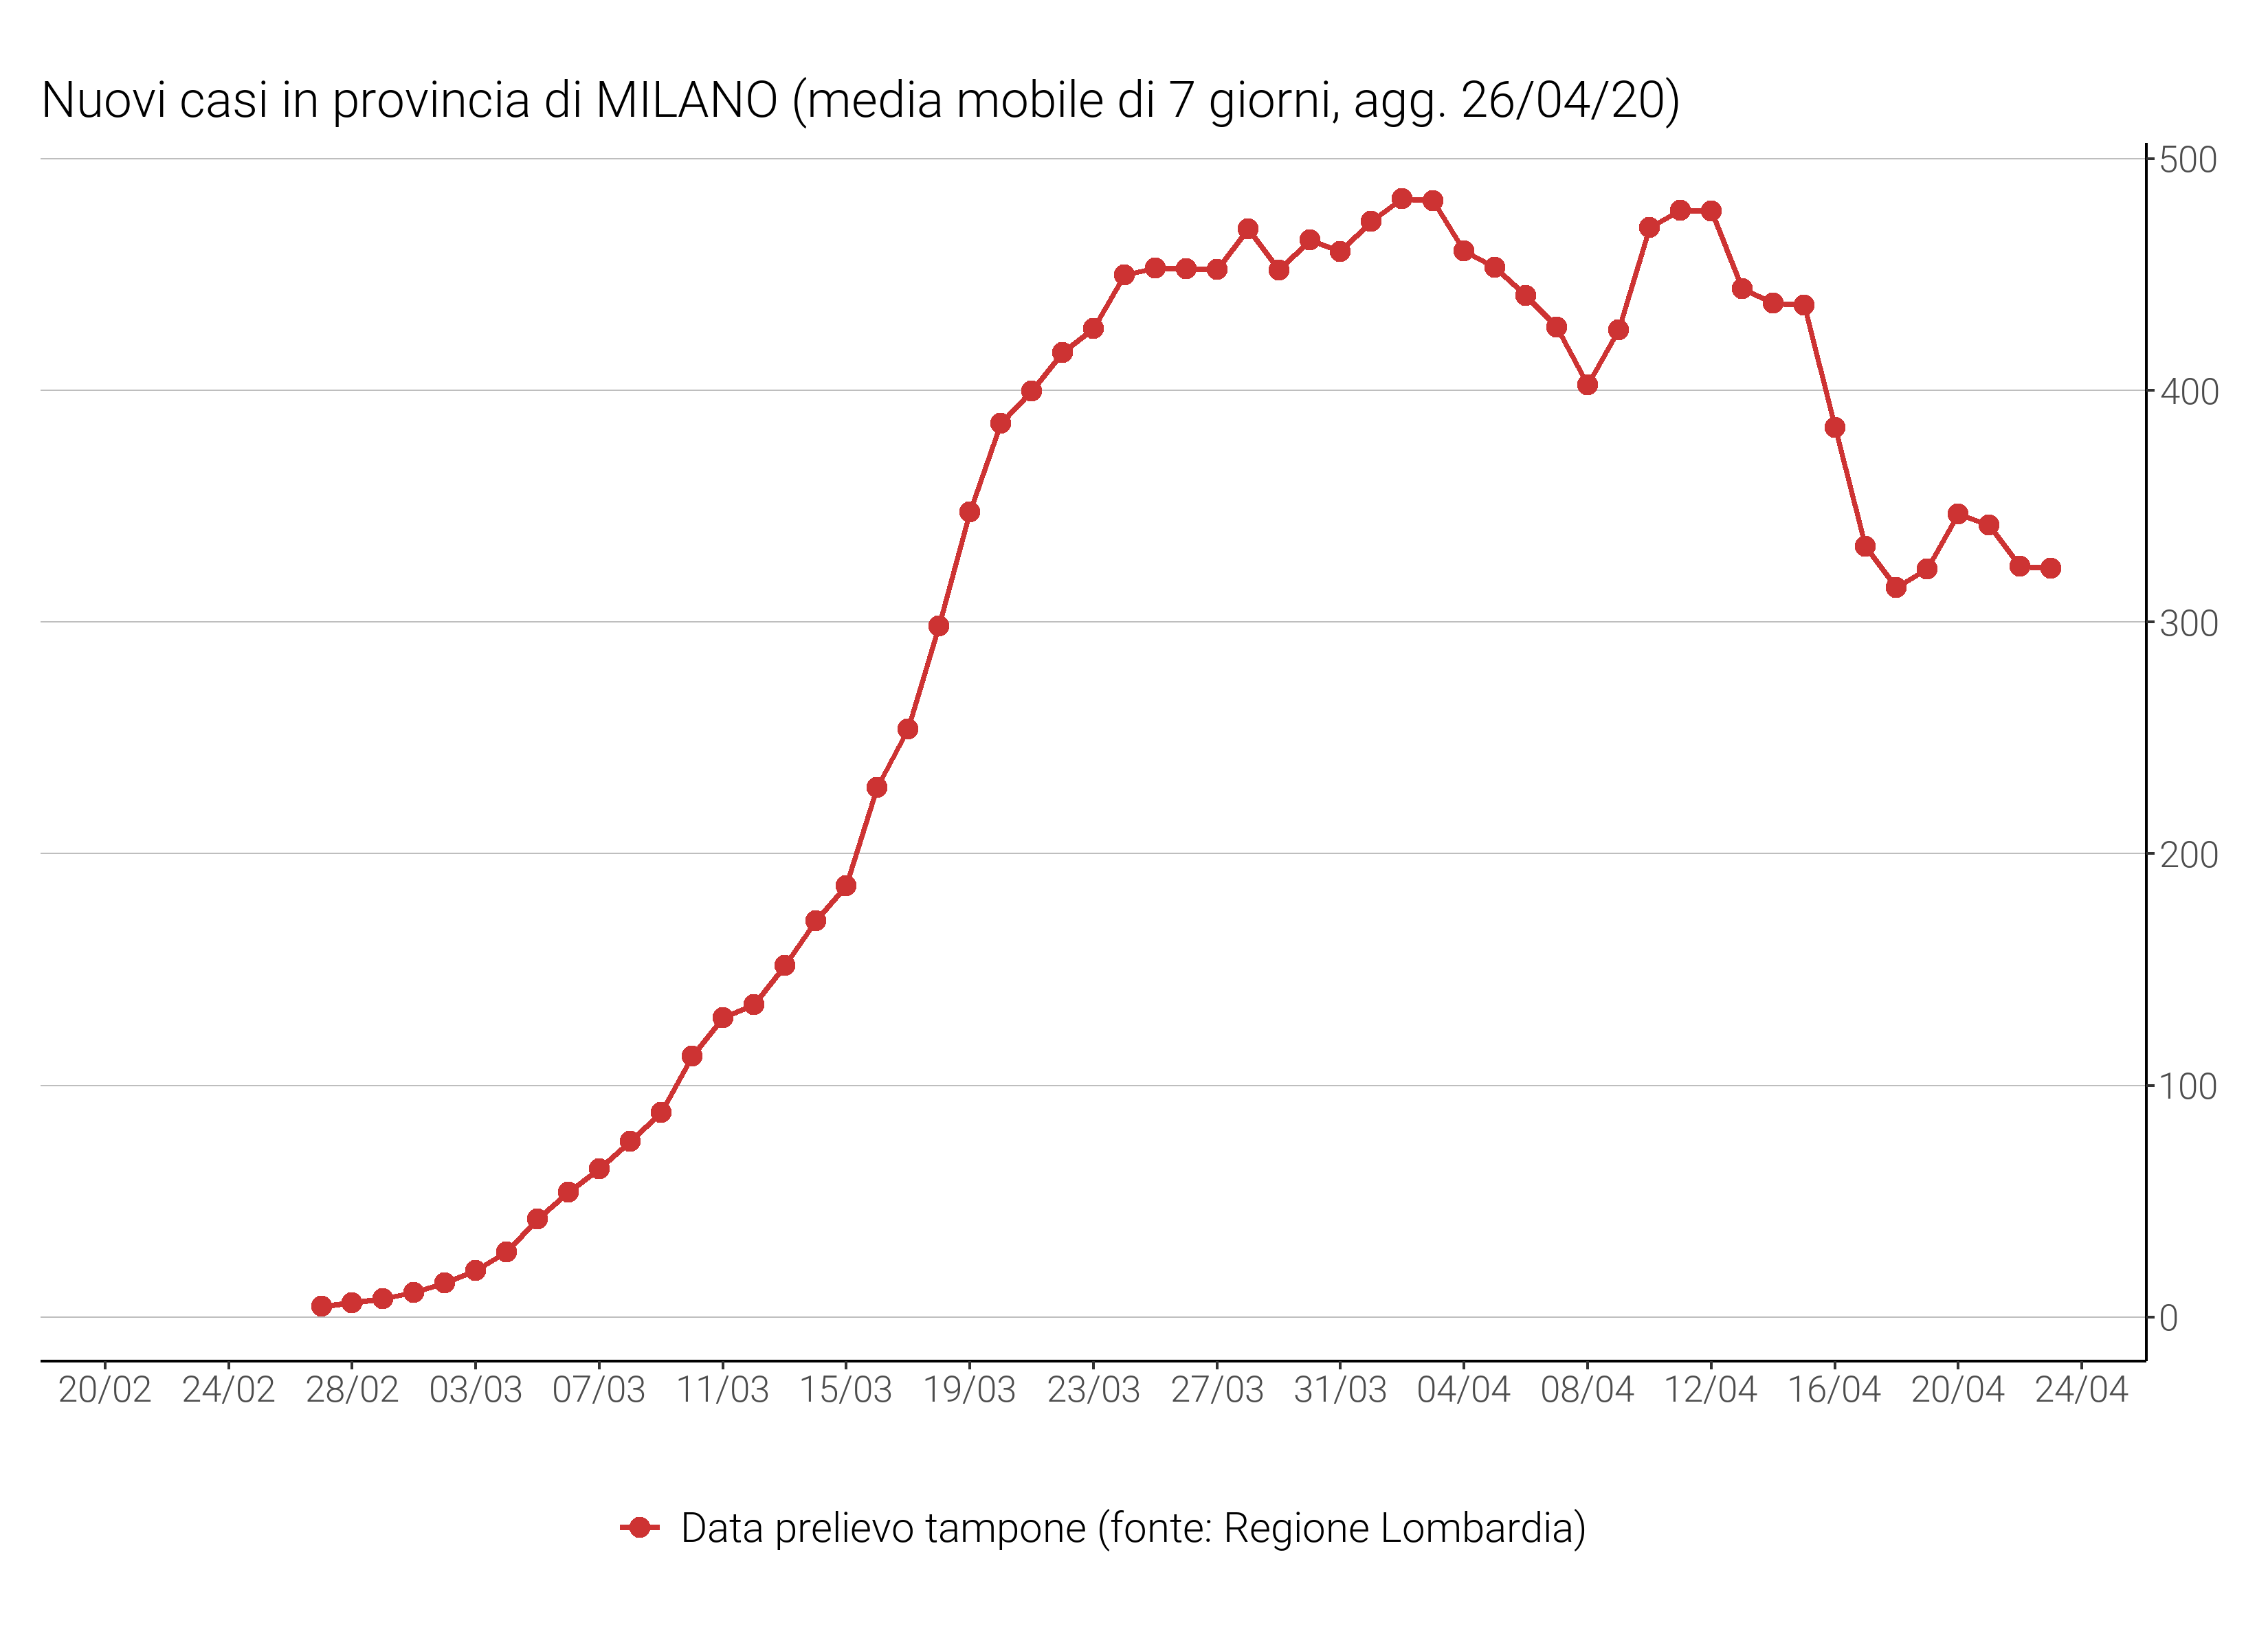 Nuovi casi in provincia di MILANO (media mobile di 7 giorni, agg. 26/04/20)
500
400
300
200
100
0
20/02 24/02 28/02 03/03 07/03 11/03 15/03 19/03 23/03 27/03 31/03 04/04 08/04 12/04 16/04 20/04 24/04
Data prelievo tampone (fonte: Regione Lombardia)